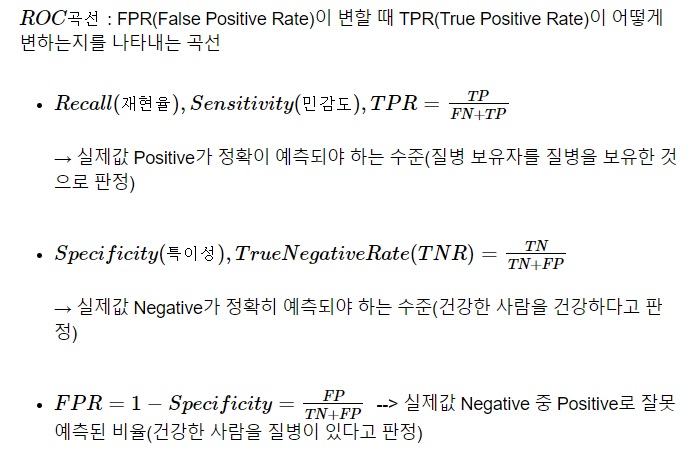 ROC곡선 : FPR(False Positive Rate)이 변할 때 TPR(True Positive Rate)이 어떻게
변하는지를 나타내는 곡선
• Recall(재현율), Sensitivity(민감도), TPR = TP/(FN+TP)
→ 실제값 Positive가 정확이 예측되야 하는 수준(질병 보유자를 질병을 보유한 것
으로 판정)
• Specificity(특이성), TrueNegativeRate(TNR) = TN/(TN+FP)
→ 실제값 Negative가 정확히 예측되야 하는 수준(건강한 사람을 건강하다고 판
정)
• FPR = 1 − Specificity = FP/(TN+FP) --> 실제값 Negative 중 Positive로 잘못
예측된 비율(건강한 사람을 질병이 있다고 판정)